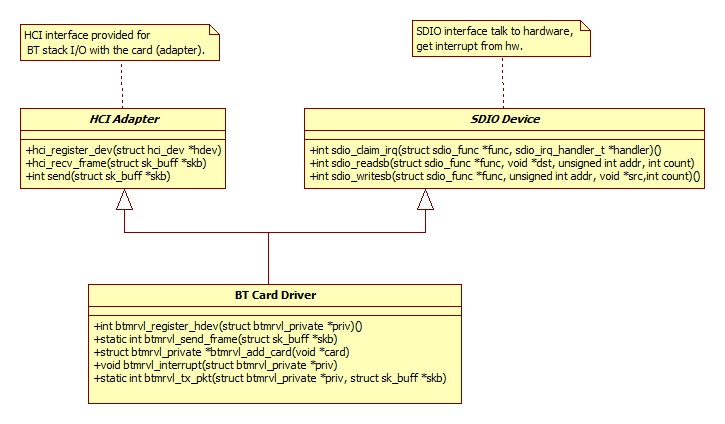 HCI interface provided for
BT stack I/O with the card (adapter).
SDIO interface talk to hardware,
get interrupt from hw.
HCI Adapter
+hci_register_dev(struct hci_dev *hdev)
+hci_recv_frame(struct sk_buff *skb)
+int send(struct sk_buff *skb)
SDIO Device
+int sdio_claim_irq(struct sdio_func *func, sdio_irq_handler_t *handler)()
+int sdio_readsb(struct sdio_func *func, void *dst, unsigned int addr, int count)
+int sdio_writesb(struct sdio_func *func, unsigned int addr, void *src,int count)()
BT Card Driver
+int btmrvl_register_hdev(struct btmrvl_private *priv)()
+static int btmrvl_send_frame(struct sk_buff *skb)
+struct btmrvl_private *btmrvl_add_card(void *card)
+void btmrvl_interrupt(struct btmrvl_private *priv)
+static int btmrvl_tx_pkt(struct btmrvl_private *priv, struct sk_buff *skb)